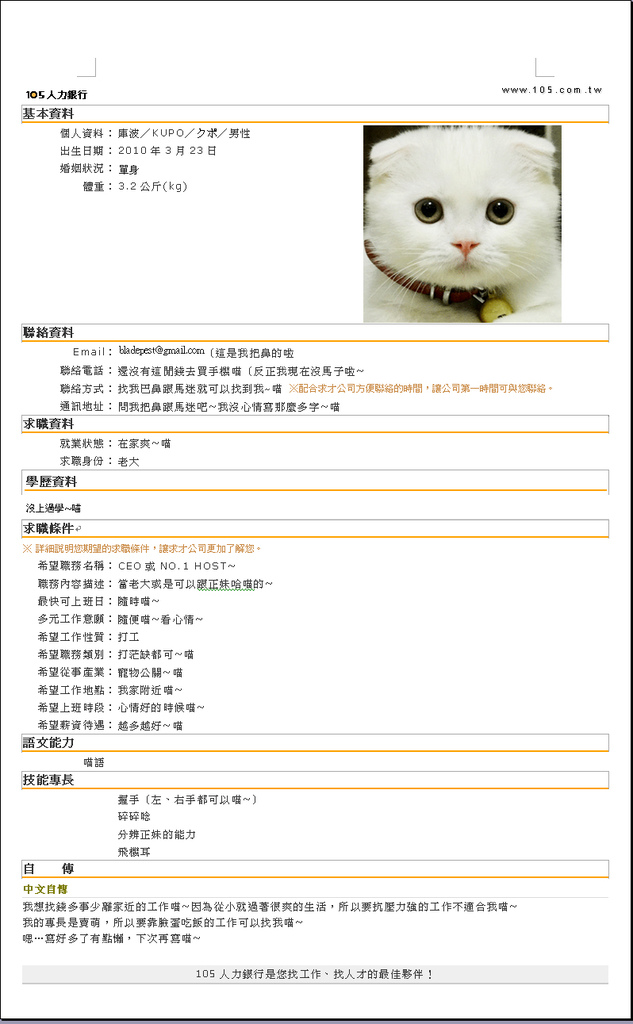 105 人力銀行
www.105.com.tw
基本資料
個人資料：庫波／KUPO／クポ／男性
出生日期：2010 年 3 月 23 日
婚姻狀況：單身
體重：3.2 公斤(kg)
聯絡資料
Email：bladepest@gmail.com（這是我把鼻的啦
聯絡電話：還沒有這閒錢去買手機喵（反正我現在沒馬子啦~
聯絡方式：找我巴鼻跟馬迷就可以找到我~喵 ※配合求才公司方便聯絡的時間，讓公司第一時間可與您聯絡。
通訊地址：問我把鼻跟馬迷吧~我沒心情寫那麼多字~喵
求職資料
就業狀態：在家爽~喵
求職身份：老大
學歷資料
沒上過學~喵
求職條件
※ 詳細說明您期望的求職條件，讓求才公司更加了解您。
希望職務名稱：CEO 或 NO.1 HOST~
職務內容描述：當老大或是可以跟正妹哈喵的~
最快可上班日：隨時喵~
多元工作意願：隨便喵~看心情~
希望工作性質：打工
希望職務類別：打茫缺都可~喵
希望從事產業：寵物公關~喵
希望工作地點：我家附近喵~
希望上班時段：心情好的時候喵~
希望薪資待遇：越多越好~喵
語文能力
喵語
技能專長
握手（左、右手都可以喵~）
碎碎唸
分辨正妹的能力
飛機耳
自 傳
中文自傳
我想找錢多事少離家近的工作喵~因為從小就過著很爽的生活，所以要抗壓力強的工作不適合我喵~
我的專長是賣萌，所以要靠臉蛋吃飯的工作可以找我喵~
嗯…寫好多了有點懶，下次再寫喵~
105 人力銀行是您找工作、找人才的最佳夥伴！